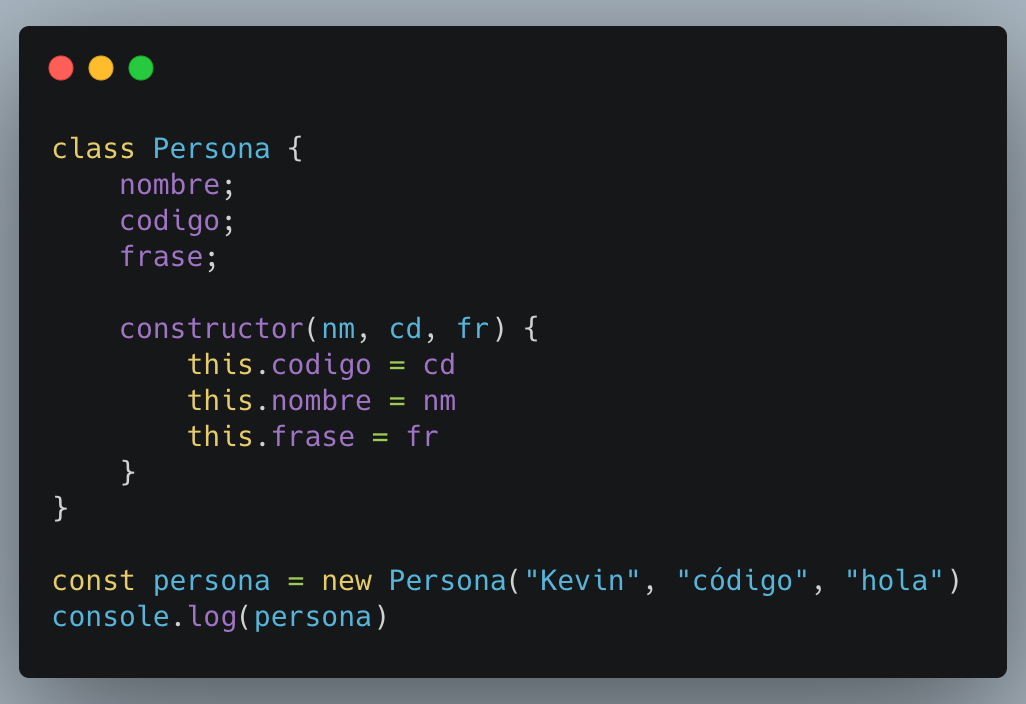 class Persona {
    nombre;
    codigo;
    frase;

    constructor(nm, cd, fr) {
        this.codigo = cd
        this.nombre = nm
        this.frase = fr
    }
}

const persona = new Persona("Kevin", "código", "hola")
console.log(persona)